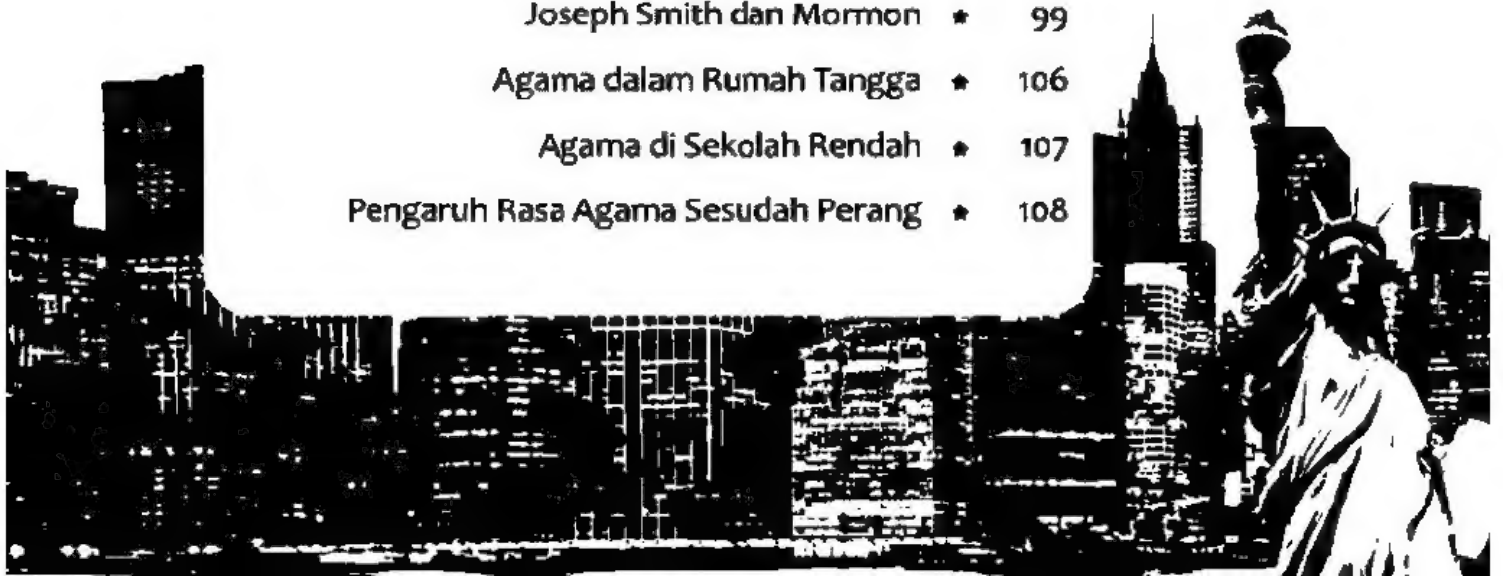 Joseph Smith dan Mormon ★ 99
Agama dalam Rumah Tangga ★ 106
Agama di Sekolah Rendah ★ 107
Pengaruh Rasa Agama Sesudah Perang ★ 108